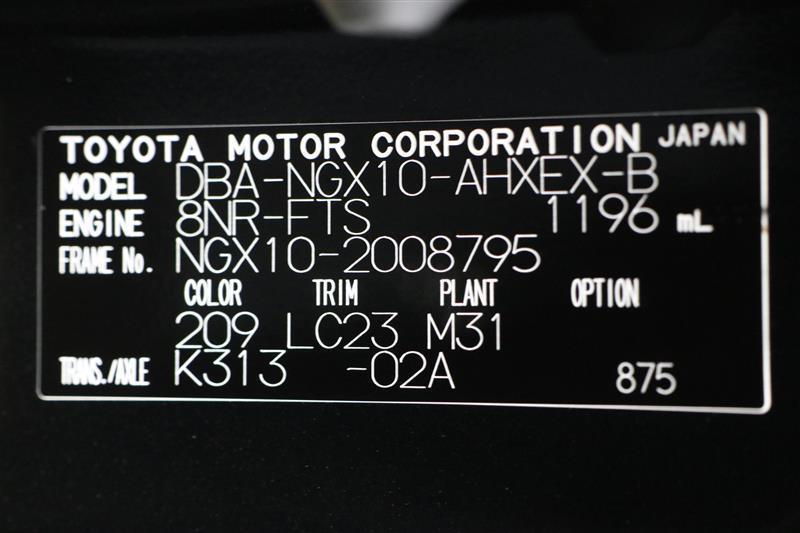 TOYOTA MOTOR CORPORATION JAPAN
MODEL DBA-NGX10-AHXEX-B
ENGINE 8NR-FTS 1196 mL
FRAME No. NGX10-2008795
COLOR TRIM PLANT OPTION
209 LC23 M31
TRANS./AXLE K313 -02A 875